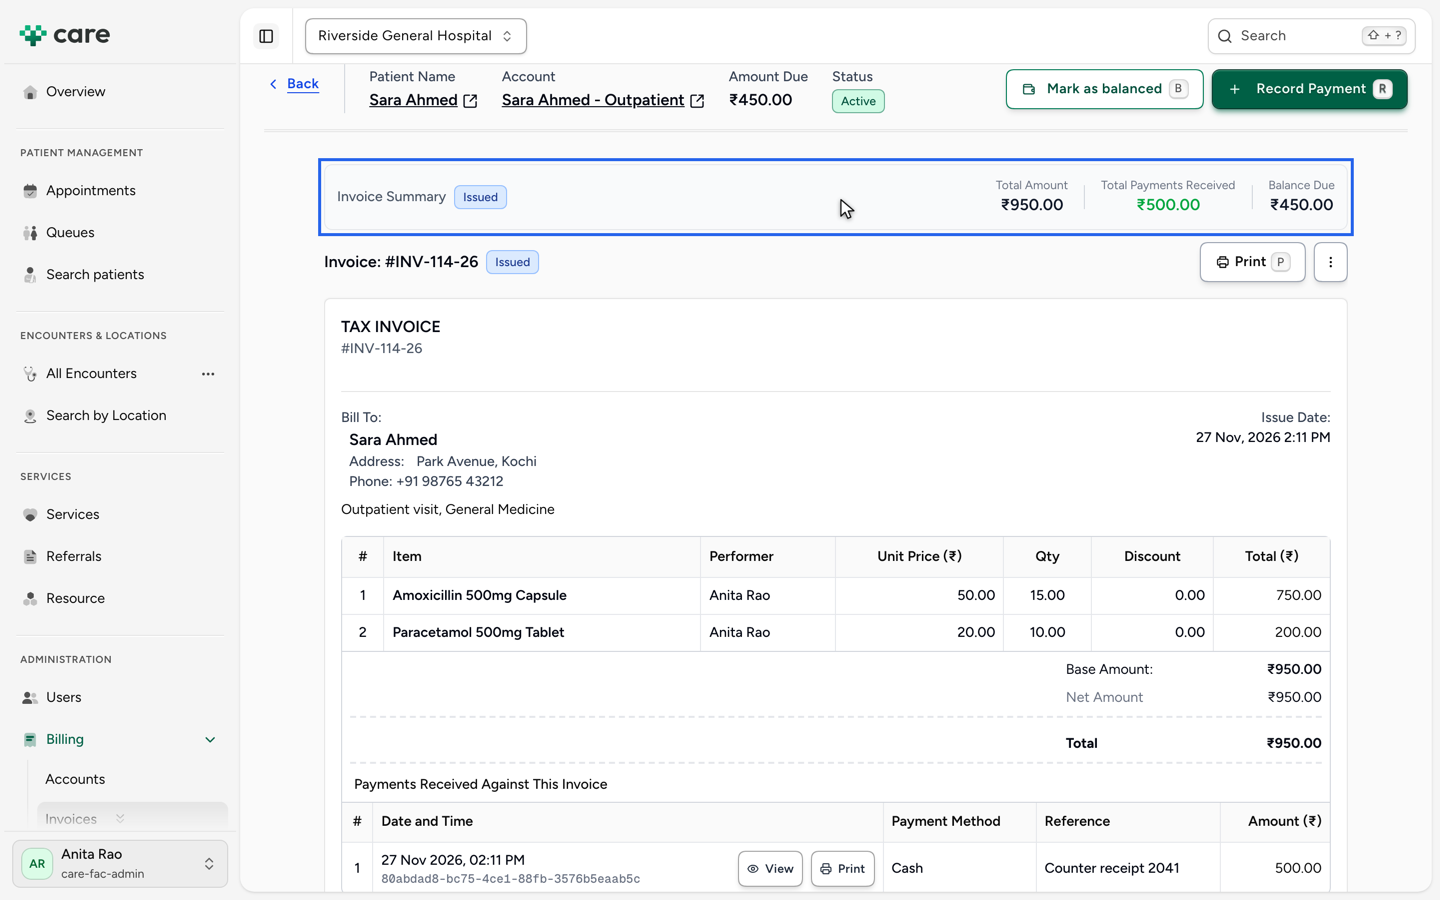 care
Riverside General Hospital
Search
⇧ + ?
Overview
PATIENT MANAGEMENT
Appointments
Queues
Search patients
ENCOUNTERS & LOCATIONS
All Encounters
Search by Location
SERVICES
Services
Referrals
Resource
ADMINISTRATION
Users
Billing
Accounts
Invoices
AR
Anita Rao
care-fac-admin
Back
Patient Name
Sara Ahmed
Account
Sara Ahmed - Outpatient
Amount Due
₹450.00
Status
Active
Mark as balanced B
+ Record Payment R
Invoice Summary Issued
Total Amount
₹950.00
Total Payments Received
₹500.00
Balance Due
₹450.00
Invoice: #INV-114-26 Issued
Print P
TAX INVOICE
#INV-114-26
Bill To:
Sara Ahmed
Address: Park Avenue, Kochi
Phone: +91 98765 43212
Issue Date:
27 Nov, 2026 2:11 PM
Outpatient visit, General Medicine
# Item Performer Unit Price (₹) Qty Discount Total (₹)
1 Amoxicillin 500mg Capsule Anita Rao 50.00 15.00 0.00 750.00
2 Paracetamol 500mg Tablet Anita Rao 20.00 10.00 0.00 200.00
Base Amount: ₹950.00
Net Amount ₹950.00
Total ₹950.00
Payments Received Against This Invoice
# Date and Time Payment Method Reference Amount (₹)
1 27 Nov 2026, 02:11 PM View Print Cash Counter receipt 2041 500.00
80abdad8-bc75-4ce1-88fb-3576b5eaab5c